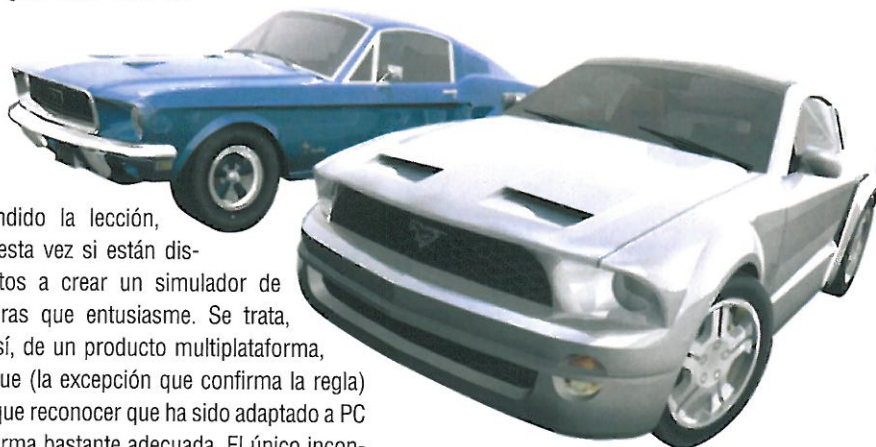 ndido la lección,
esta vez si están dis-
tos a crear un simulador de
ras que entusiasme. Se trata,
sí, de un producto multiplataforma,
ue (la excepción que confirma la regla)
que reconocer que ha sido adaptado a PC
rma bastante adecuada. El único incon-